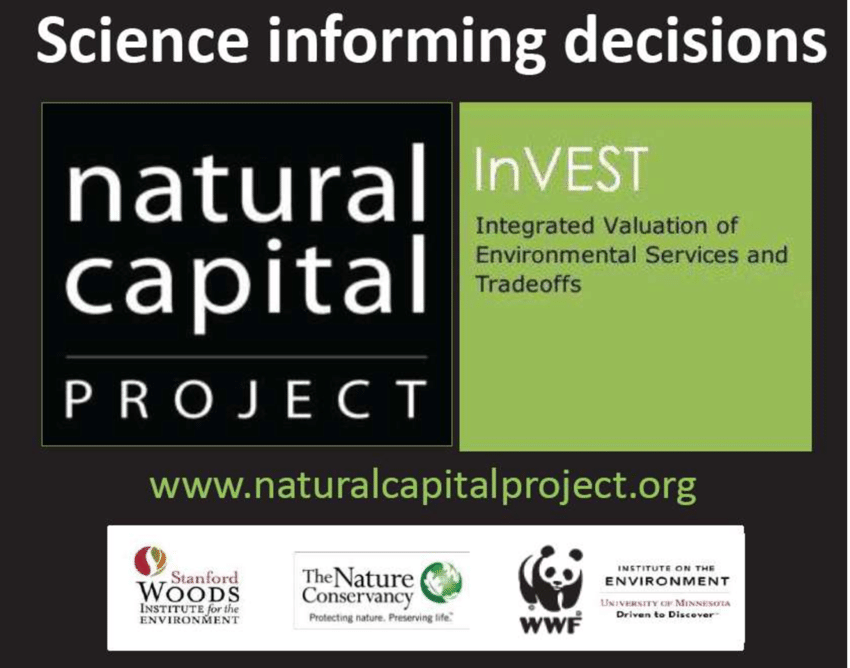 Science informing decisions
natural
capital
PROJECT
InVEST
Integrated Valuation of
Environmental Services and
Tradeoffs
www.naturalcapitalproject.org
Stanford
WOODS
INSTITUTE for the
ENVIRONMENT
The Nature
Conservancy
Protecting nature. Preserving life.™
WWF
INSTITUTE ON THE
ENVIRONMENT
UNIVERSITY OF MINNESOTA
Driven to Discover℠